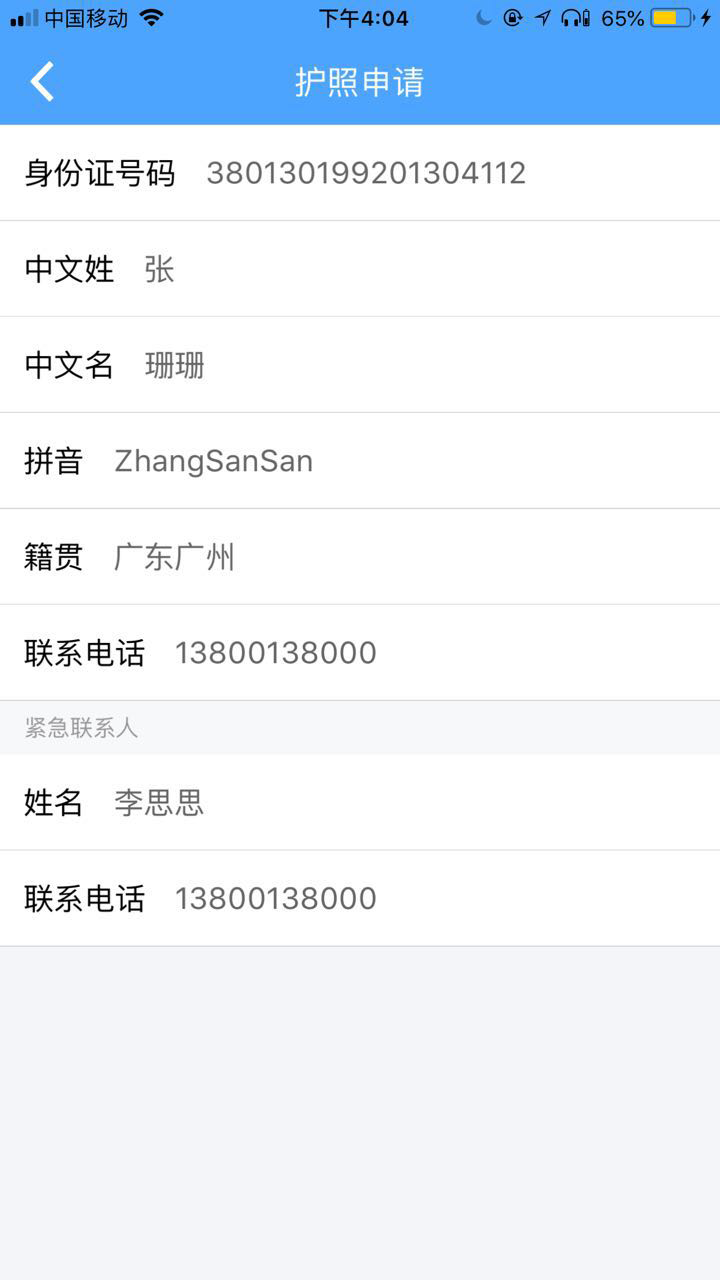 中国移动 下午4:04 65%
护照申请
身份证号码 380130199201304112
中文姓 张
中文名 珊珊
拼音 ZhangSanSan
籍贯 广东广州
联系电话 13800138000
紧急联系人
姓名 李思思
联系电话 13800138000